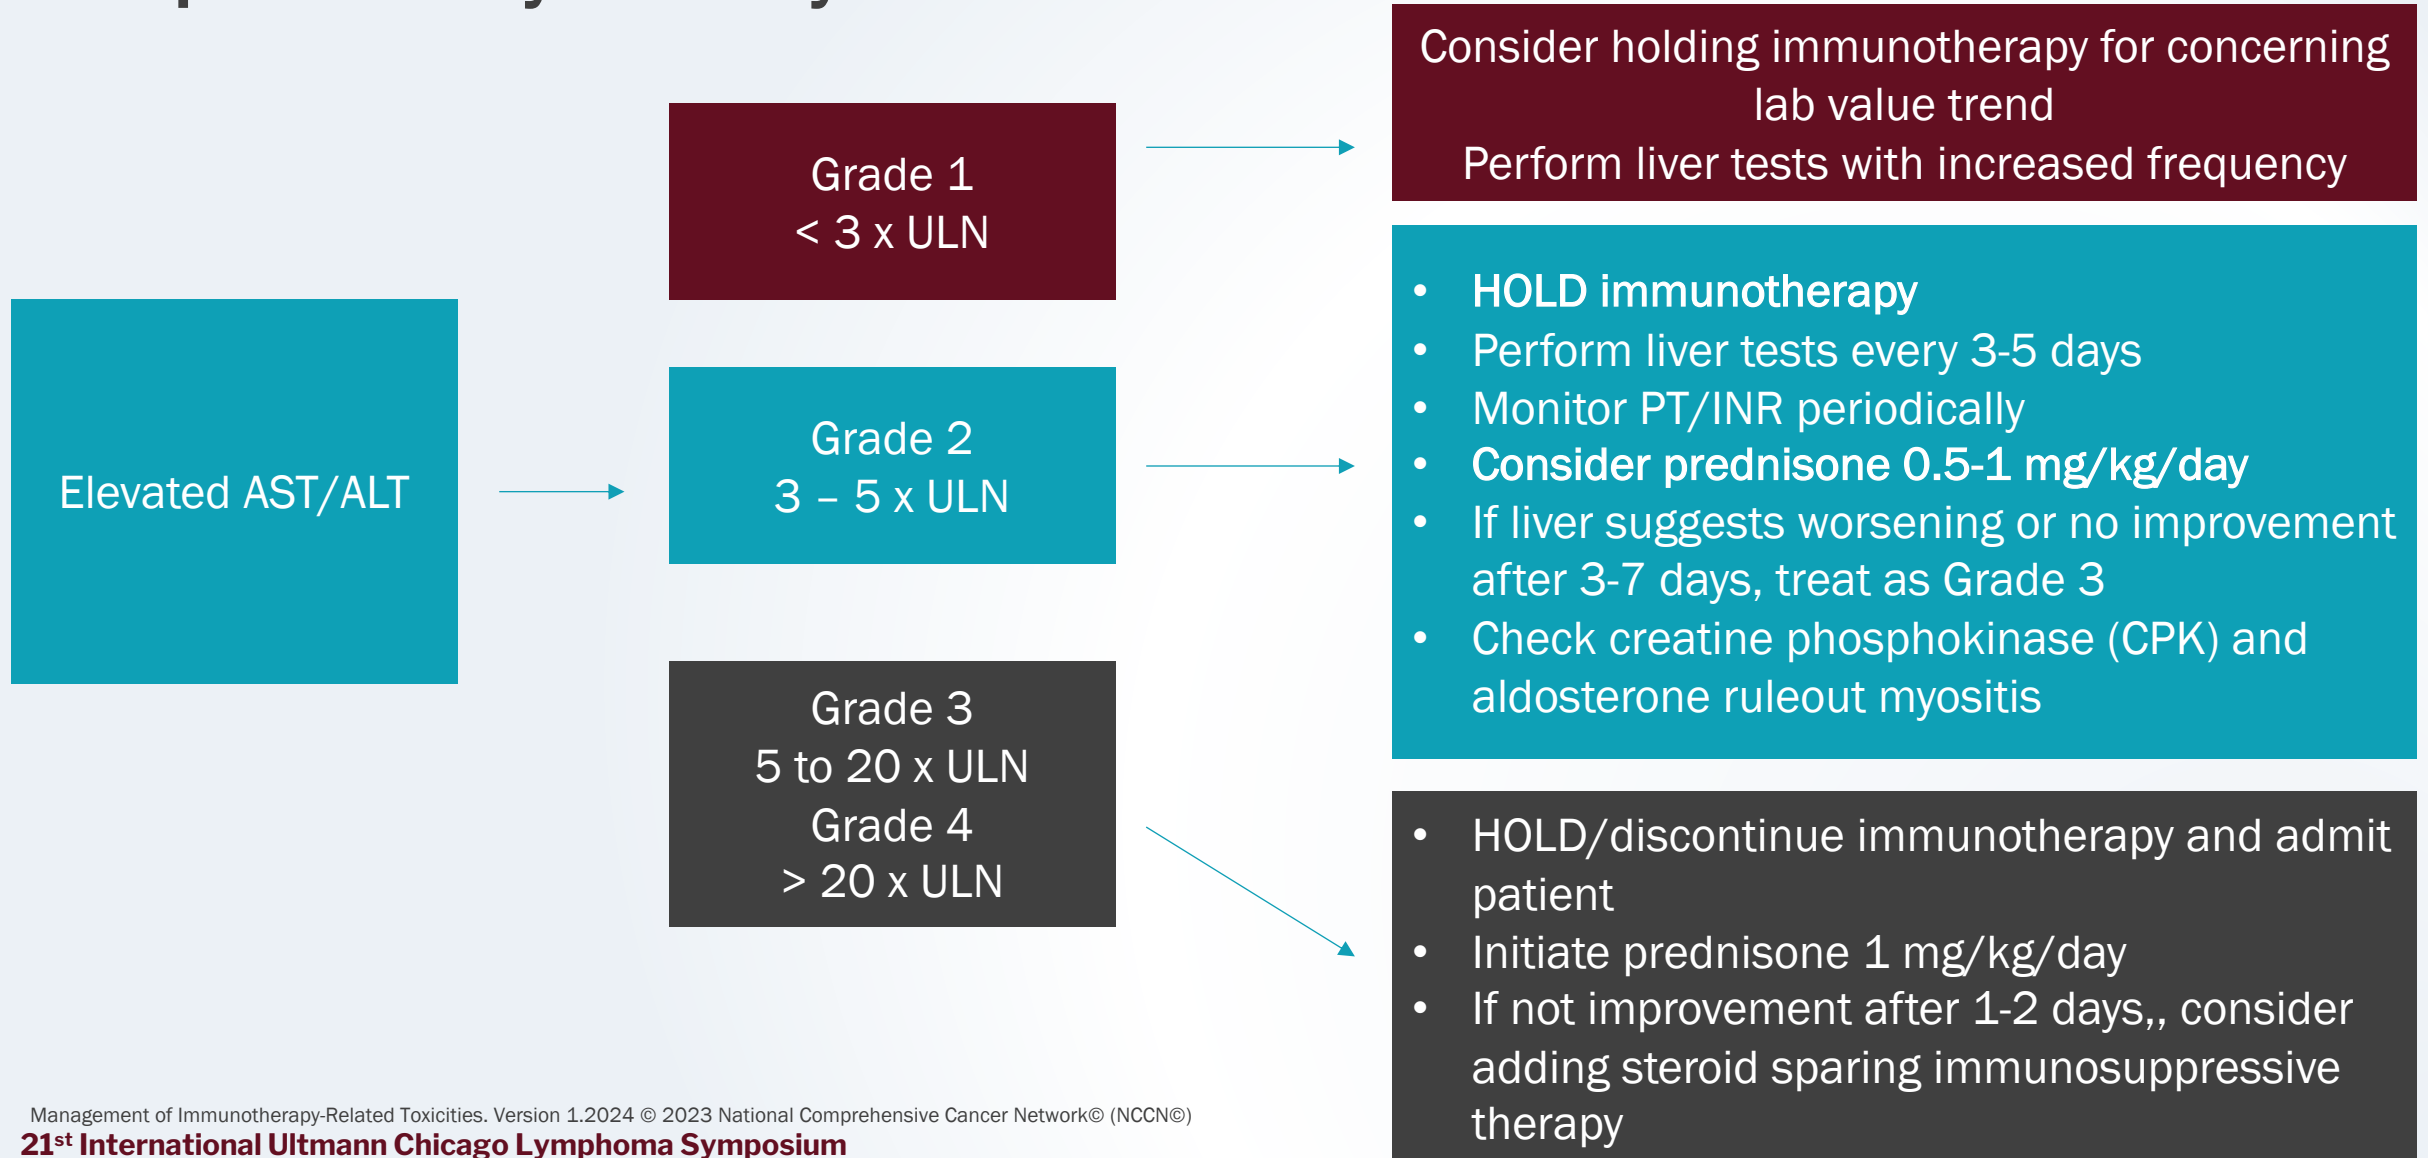 Elevated AST/ALT
Grade 1
< 3 x ULN
Grade 2
3 – 5 x ULN
Grade 3
5 to 20 x ULN
Grade 4
> 20 x ULN
Consider holding immunotherapy for concerning
lab value trend
Perform liver tests with increased frequency
• HOLD immunotherapy
• Perform liver tests every 3-5 days
• Monitor PT/INR periodically
• Consider prednisone 0.5-1 mg/kg/day
• If liver suggests worsening or no improvement
after 3-7 days, treat as Grade 3
• Check creatine phosphokinase (CPK) and
aldosterone ruleout myositis
• HOLD/discontinue immunotherapy and admit
patient
• Initiate prednisone 1 mg/kg/day
• If not improvement after 1-2 days,, consider
adding steroid sparing immunosuppressive
therapy
Management of Immunotherapy-Related Toxicities. Version 1.2024 © 2023 National Comprehensive Cancer Network© (NCCN©)
21st International Ultmann Chicago Lymphoma Symposium